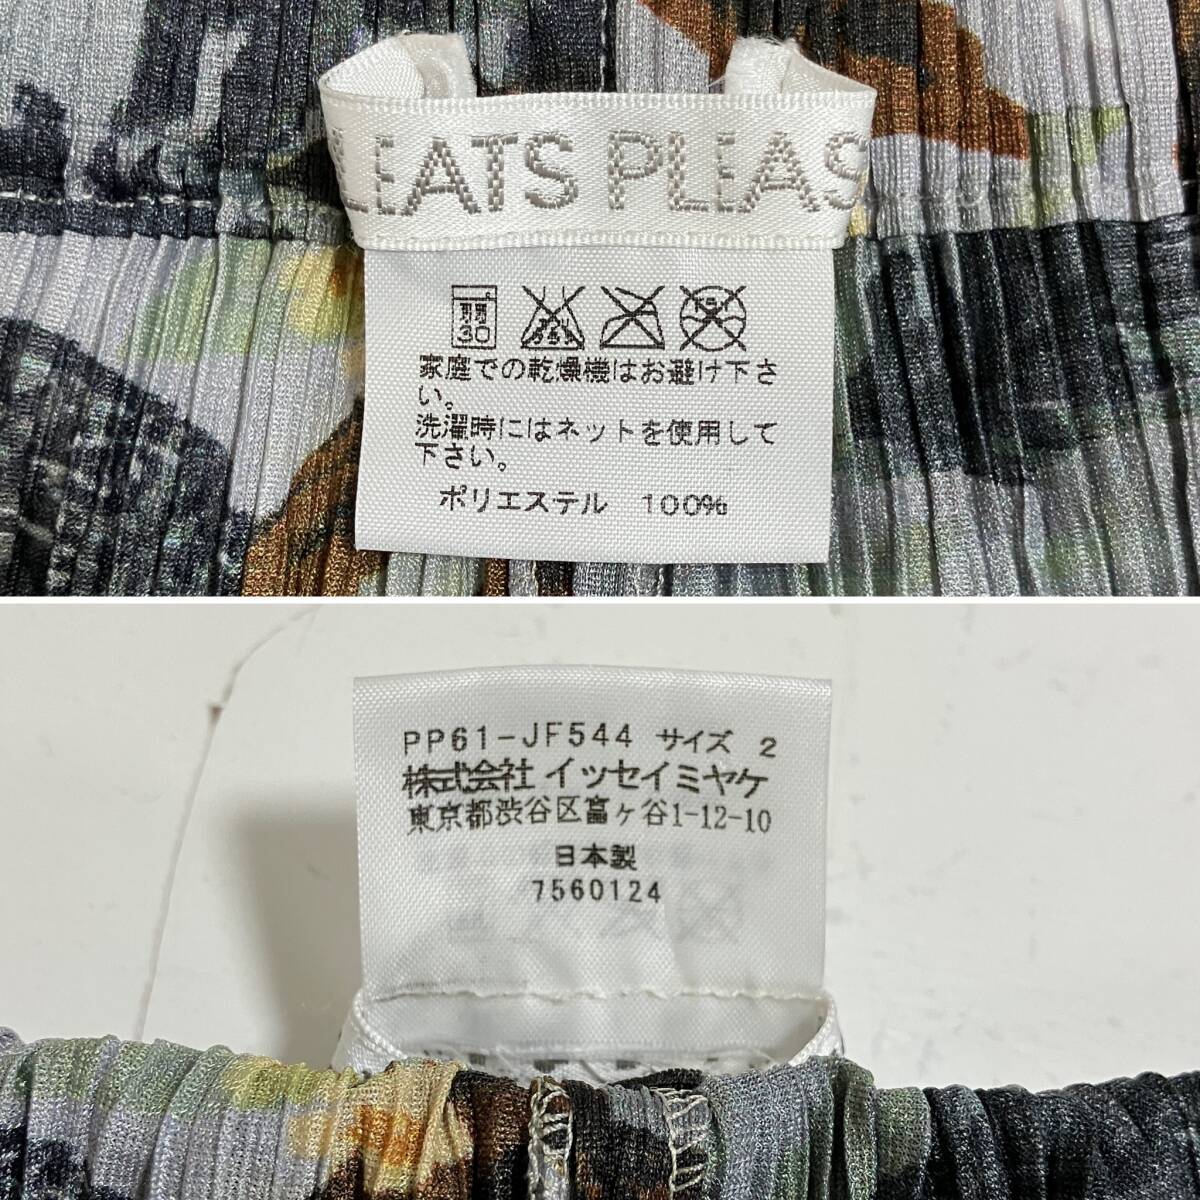 LEATS PLEAS
弱
30
家庭での乾燥機はお避け下さ
い。
洗濯時にはネットを使用して
下さい。
ポリエステル 100%
PP61-JF544 サイズ 2
株式会社 イッセイミヤケ
東京都渋谷区富ヶ谷1-12-10
日本製
7560124